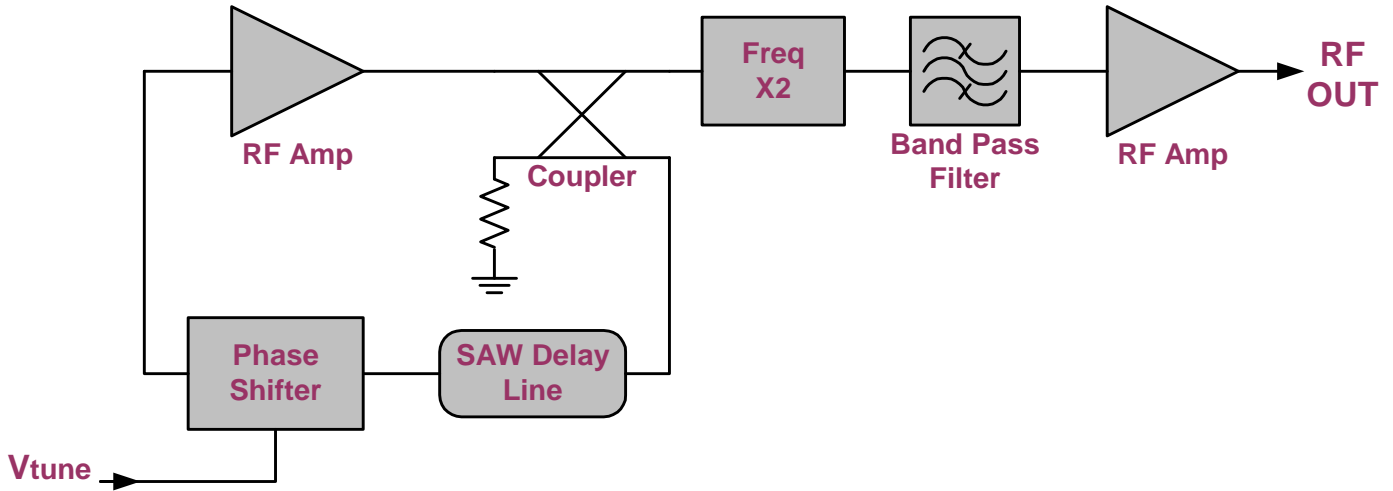 Freq
X2
RF
OUT
RF Amp
Coupler
Band Pass
Filter
RF Amp
Phase
Shifter
SAW Delay
Line
Vtune